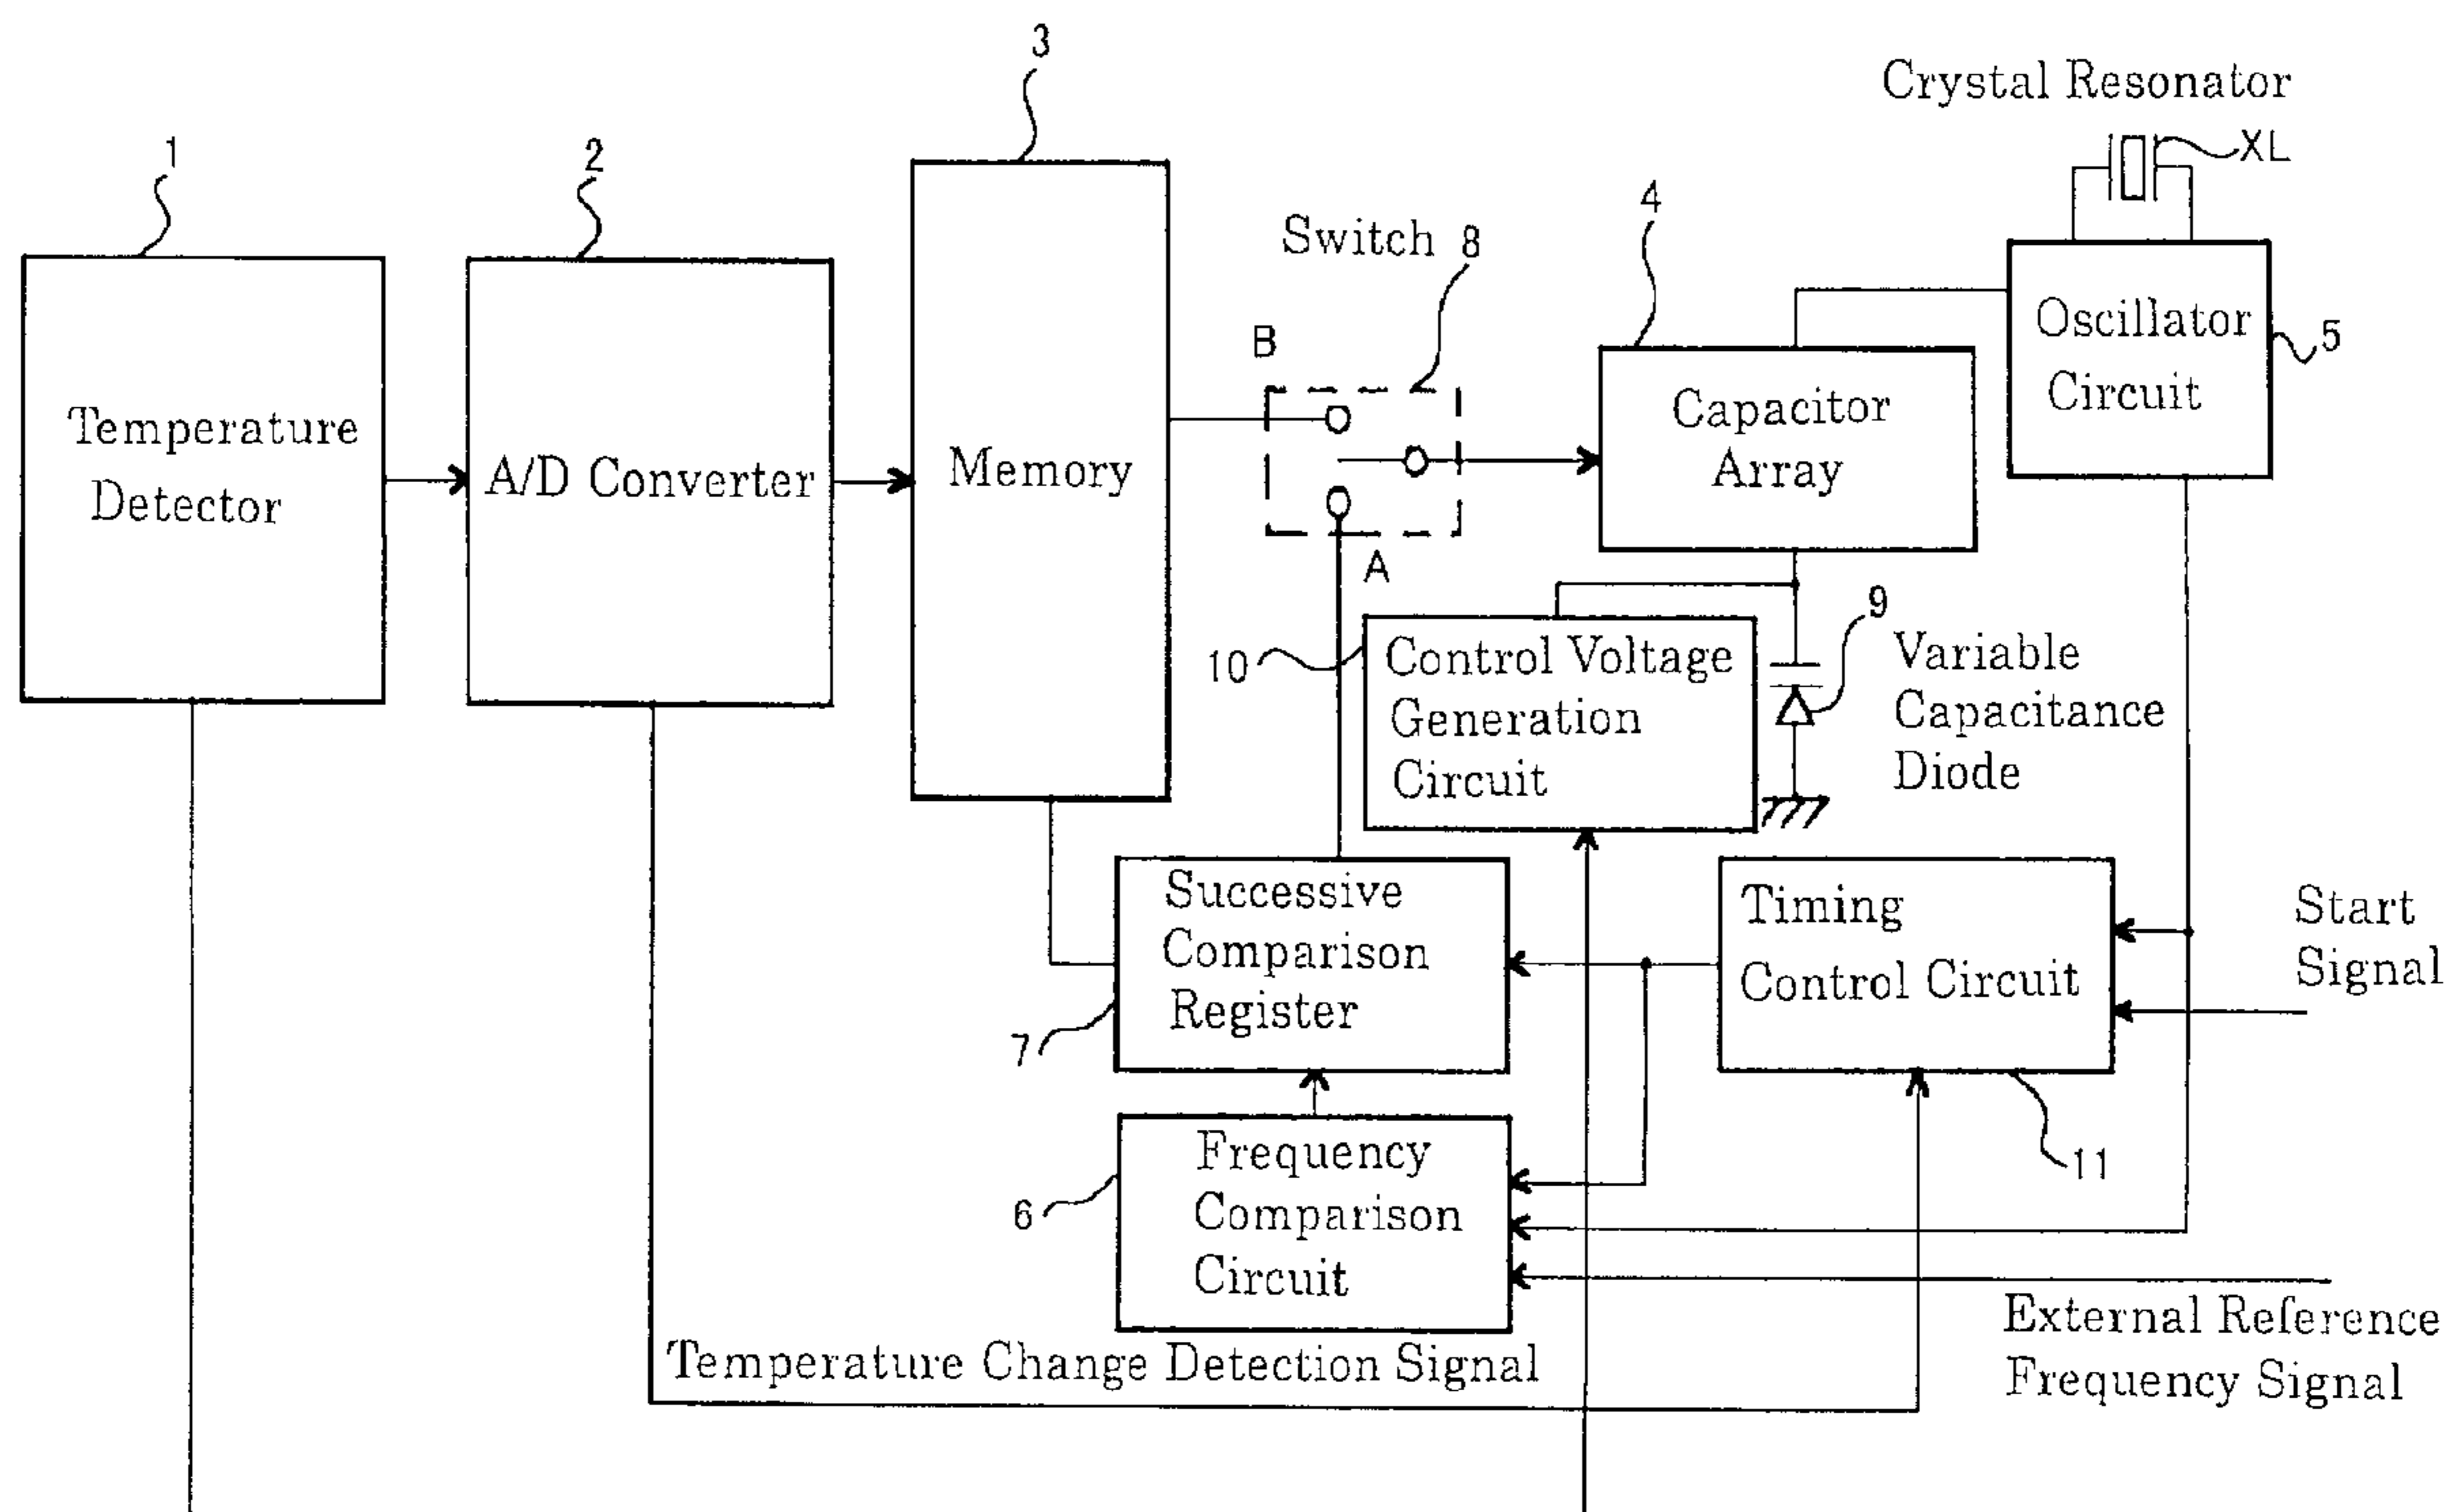 3
Crystal Resonator
XL
1
2
4
Switch 8
Oscillator
Circuit
5
B
Capacitor
Array
Temperature
Detector
A/D Converter
Memory
A
9
10
Control Voltage
Generation
Circuit
Variable
Capacitance
Diode
Successive
Comparison
Register
7
Timing
Control Circuit
Start
Signal
11
Frequency
Comparison
Circuit
6
External Reference
Frequency Signal
Temperature Change Detection Signal